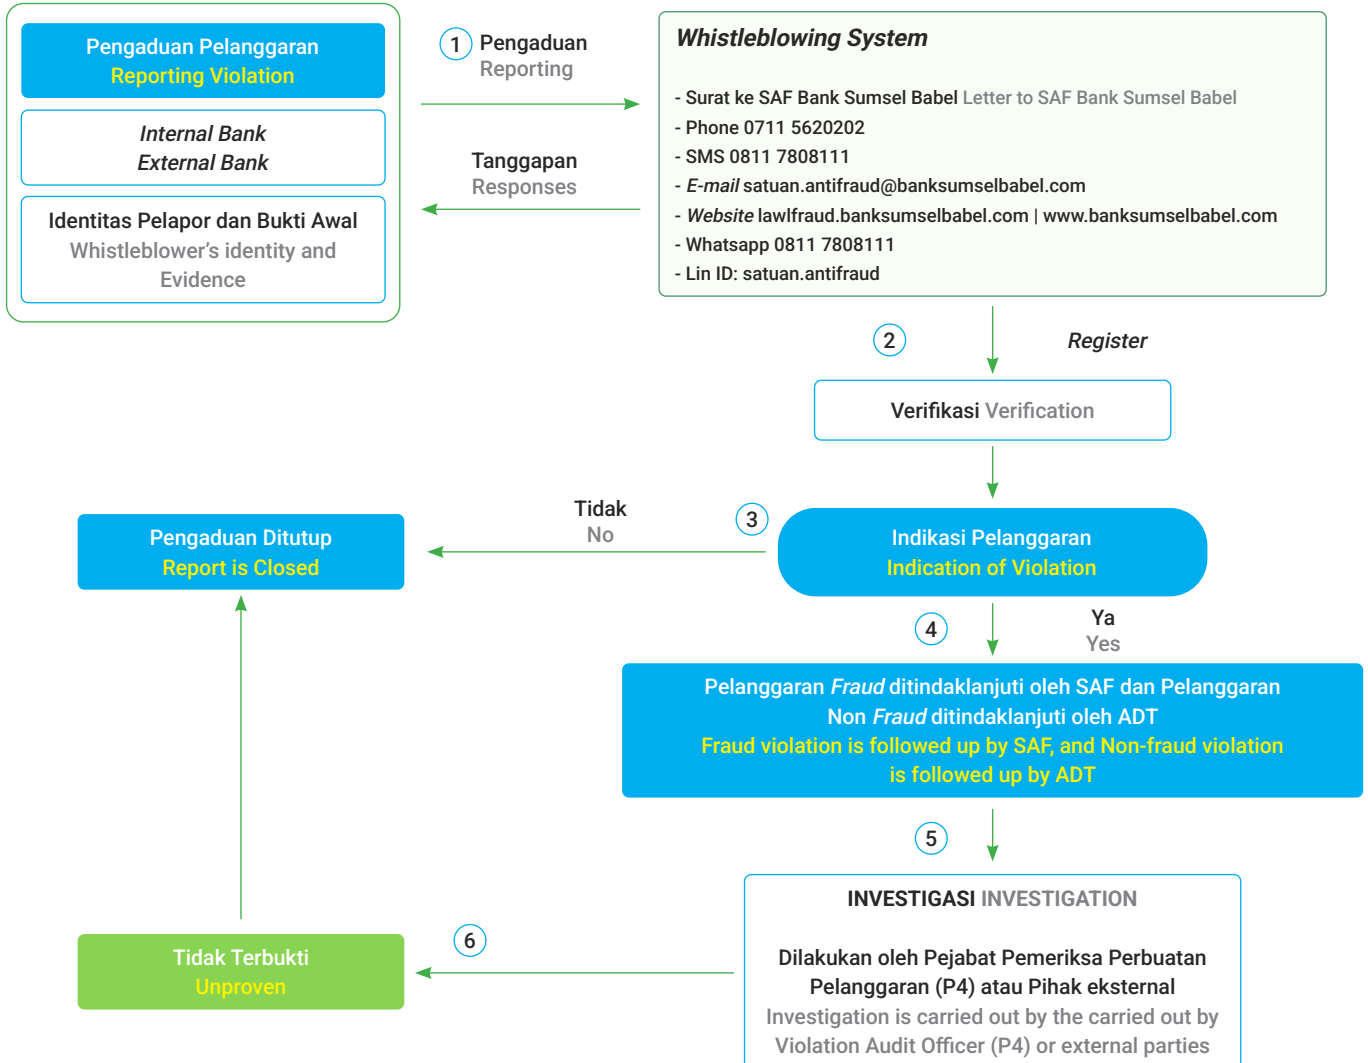 Pengaduan Pelanggaran
Reporting Violation
Internal Bank
External Bank
Identitas Pelapor dan Bukti Awal
Whistleblower's identity and
Evidence
1 Pengaduan
Reporting
Tanggapan
Responses
Whistleblowing System
- Surat ke SAF Bank Sumsel Babel Letter to SAF Bank Sumsel Babel
- Phone 0711 5620202
- SMS 0811 7808111
- E-mail satuan.antifraud@banksumselbabel.com
- Website lawlfraud.banksumselbabel.com | www.banksumselbabel.com
- Whatsapp 0811 7808111
- Lin ID: satuan.antifraud
2 Register
Verifikasi Verification
3
Tidak
No
Indikasi Pelanggaran
Indication of Violation
Pengaduan Ditutup
Report is Closed
4
Ya
Yes
Pelanggaran Fraud ditindaklanjuti oleh SAF dan Pelanggaran
Non Fraud ditindaklanjuti oleh ADT
Fraud violation is followed up by SAF, and Non-fraud violation
is followed up by ADT
5
INVESTIGASI INVESTIGATION
Dilakukan oleh Pejabat Pemeriksa Perbuatan
Pelanggaran (P4) atau Pihak eksternal
Investigation is carried out by the carried out by
Violation Audit Officer (P4) or external parties
6
Tidak Terbukti
Unproven